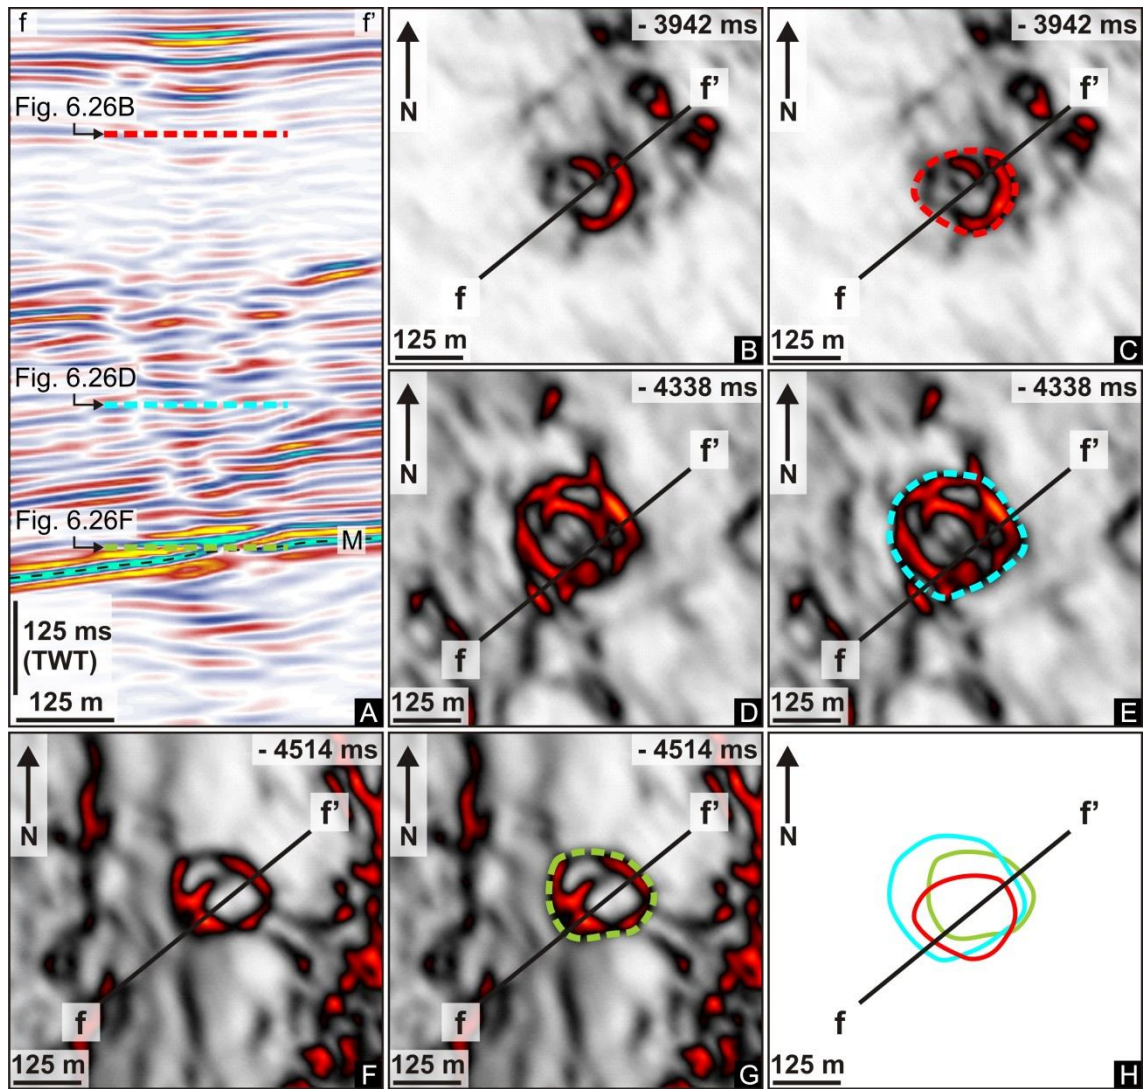 f f'
Fig. 6.26B
Fig. 6.26D
Fig. 6.26F
M
125 ms
(TWT)
125 m
A
- 3942 ms
N
f'
f
125 m
B
- 3942 ms
N
f'
f
125 m
C
- 4338 ms
N
f'
f
125 m
D
- 4338 ms
N
f'
f
125 m
E
- 4514 ms
N
f'
f
125 m
F
- 4514 ms
N
f'
f
125 m
G
N
f'
f
125 m
H